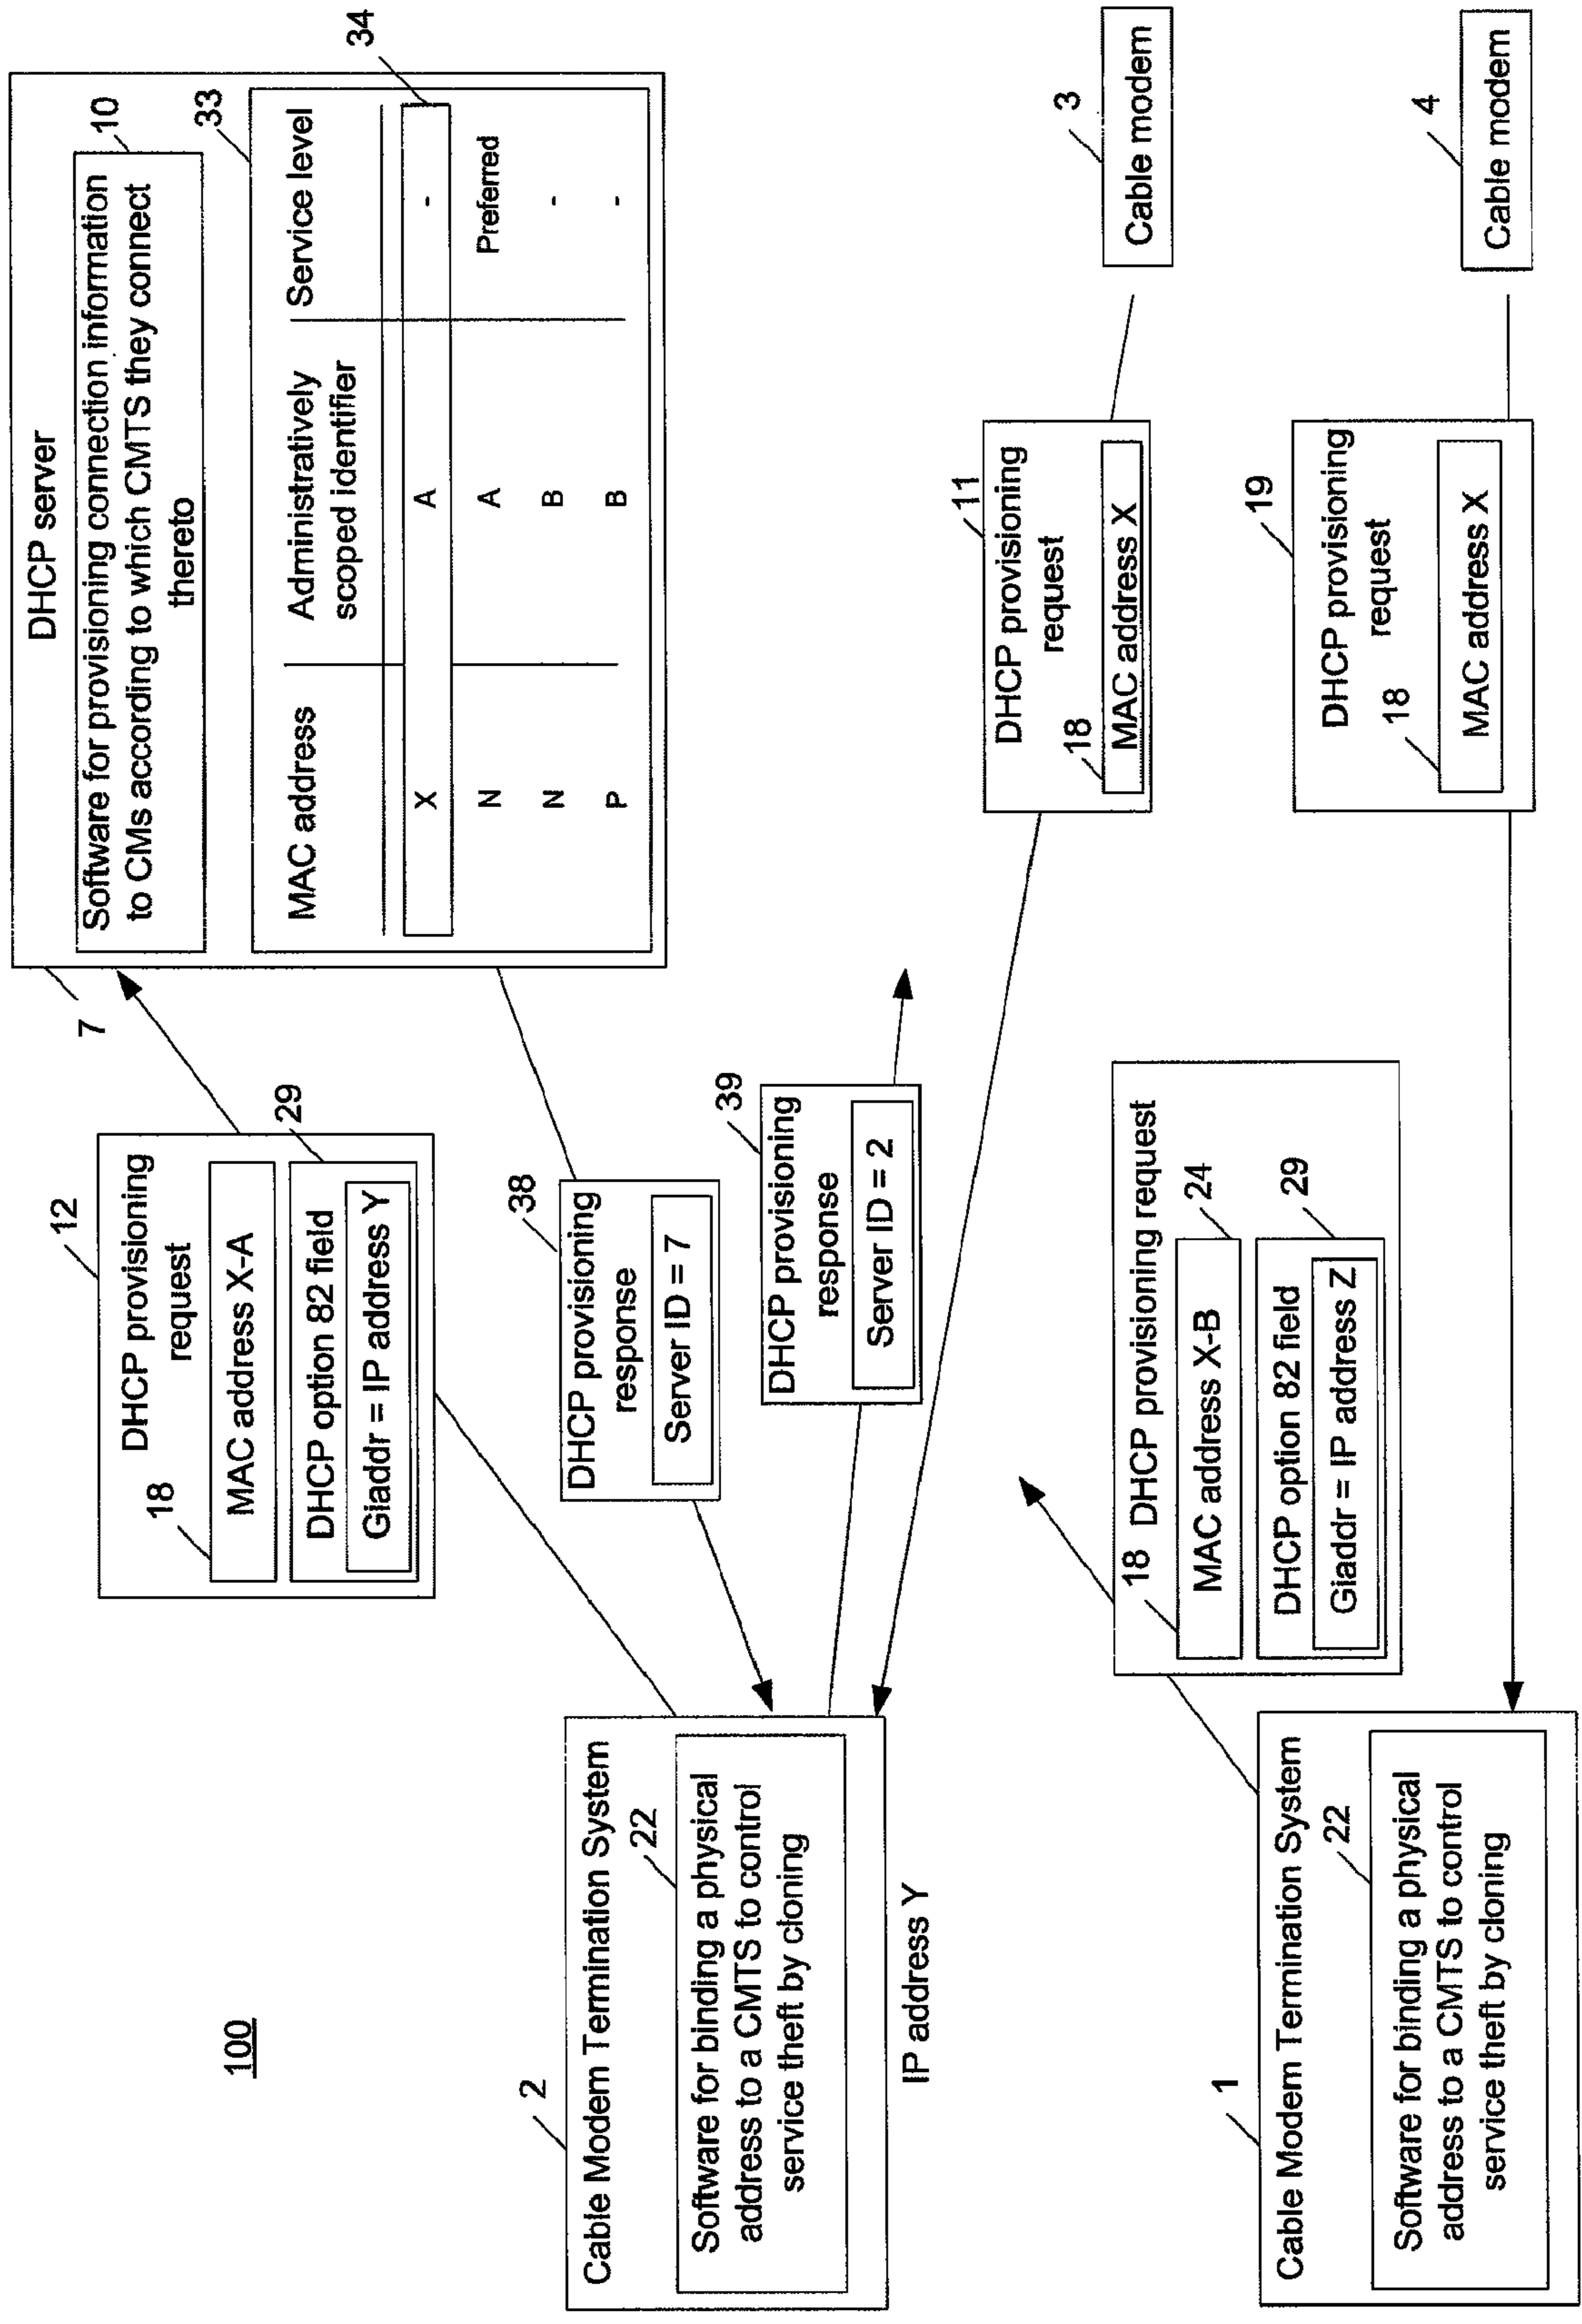 100
DHCP server
7
10
Software for provisioning connection information
to CMs according to which CMTS they connect
thereto
33
34
MAC address
Administratively
scoped identifier
Service level
X A -
N A Preferred
N B -
P B -
12
DHCP provisioning
request
18
MAC address X-A
29
DHCP option 82 field
Giaddr = IP address Y
38
DHCP provisioning
response
Server ID = 7
39
DHCP provisioning
response
Server ID = 2
2
Cable Modem Termination System
22
Software for binding a physical
address to a CMTS to control
service theft by cloning
IP address Y
11
DHCP provisioning
request
18
MAC address X
3
Cable modem
18
DHCP provisioning request
24
MAC address X-B
29
DHCP option 82 field
Giaddr = IP address Z
19
DHCP provisioning
request
18
MAC address X
4
Cable modem
1
Cable Modem Termination System
22
Software for binding a physical
address to a CMTS to control
service theft by cloning